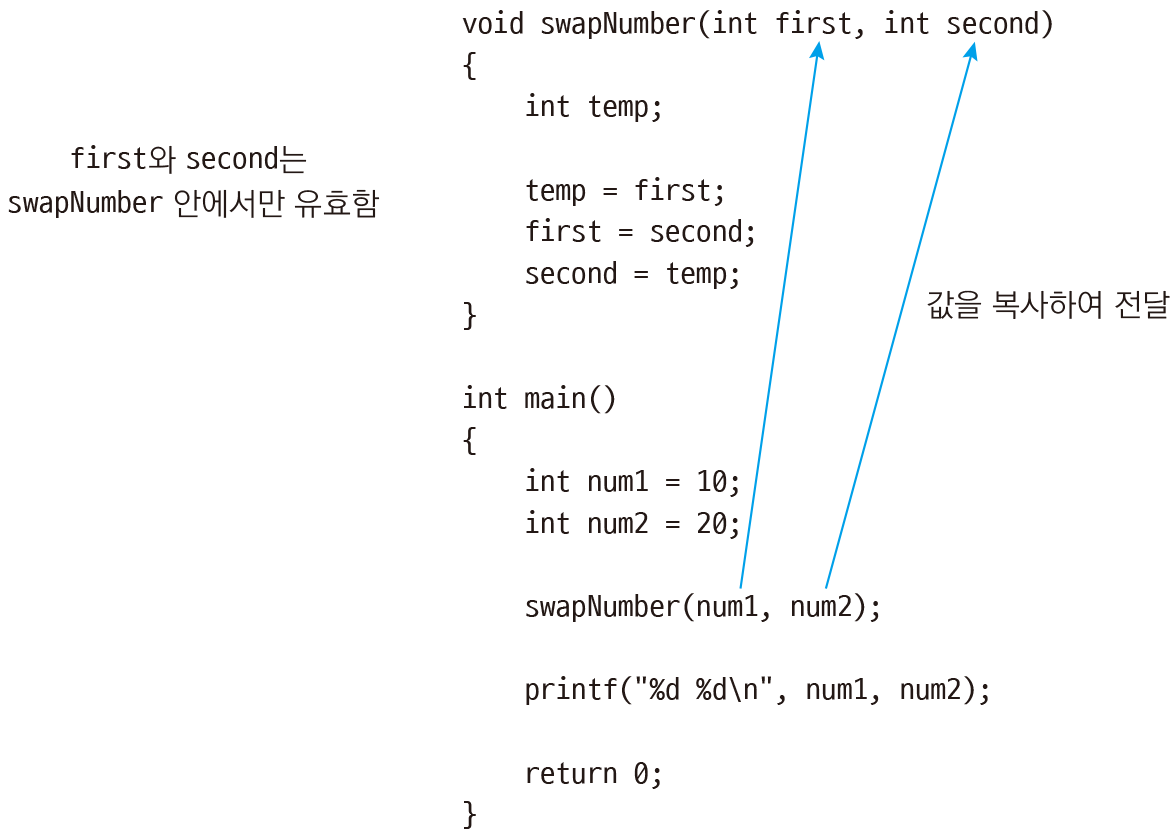 void swapNumber(int first, int second)
{
    int temp;
first와 second는
swapNumber 안에서만 유효함
    temp = first;
    first = second;
    second = temp;
}
값을 복사하여 전달
int main()
{
    int num1 = 10;
    int num2 = 20;
    swapNumber(num1, num2);
    printf("%d %d\n", num1, num2);
    return 0;
}